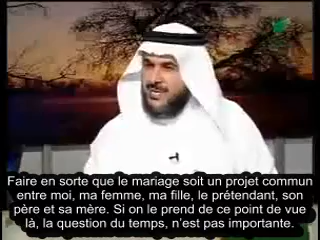 Faire en sorte que le mariage soit un projet commun
entre moi, ma femme, ma fille, le prétendant, son
père et sa mère. Si on le prend de ce point de vue
là, la question du temps, n'est pas importante.